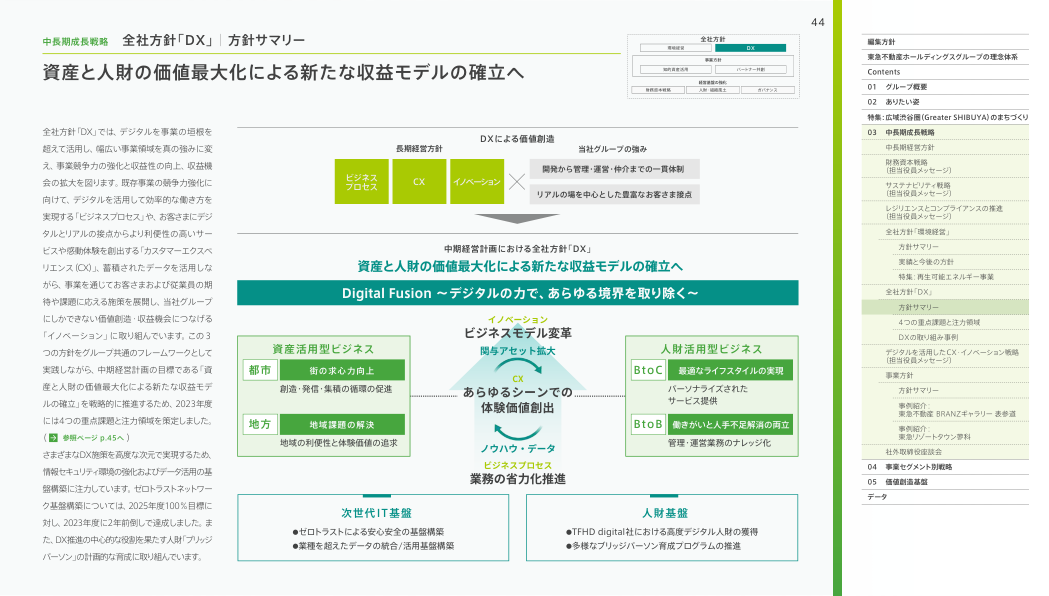 44
中長期成長戦略 全社方針「DX」｜方針サマリー
資産と人財の価値最大化による新たな収益モデルの確立へ
全社方針
環境経営 DX
事業方針
知的資産活用 パートナー共創
経営基盤の強化
財務資本戦略 人財・組織風土 ガバナンス
全社方針「DX」では、デジタルを事業の垣根を
超えて活用し、幅広い事業領域を真の強みに変
え、事業競争力の強化と収益性の向上、収益機
会の拡大を図ります。既存事業の競争力強化に
向けて、デジタルを活用して効率的な働き方を
実現する「ビジネスプロセス」や、お客さまにデジ
タルとリアルの接点からより利便性の高いサー
ビスや感動体験を創出する「カスタマーエクスペ
リエンス（CX）」、蓄積されたデータを活用しな
がら、事業を通じてお客さまおよび従業員の期
待や課題に応える施策を展開し、当社グループ
にしかできない価値創造・収益機会につなげる
「イノベーション」に取り組んでいます。この3
つの方針をグループ共通のフレームワークとして
実践しながら、中期経営計画の目標である「資
産と人財の価値最大化による新たな収益モデ
ルの確立」を戦略的に推進するため、2023年度
には4つの重点課題と注力領域を策定しました。
（ 参照ページ p.45へ ）
さまざまなDX施策を高度な次元で実現するため、
情報セキュリティ環境の強化およびデータ活用の基
盤構築に注力しています。ゼロトラストネットワー
ク基盤構築については、2025年度100％目標に
対し、2023年度に2年前倒しで達成しました。ま
た、DX推進の中心的な役割を果たす人財「ブリッジ
パーソン」の計画的な育成に取り組んでいます。
DXによる価値創造
長期経営方針 当社グループの強み
ビジネス
プロセス
CX
イノベーション
開発から管理・運営・仲介までの一貫体制
リアルの場を中心とした豊富なお客さま接点
中期経営計画における全社方針「DX」
資産と人財の価値最大化による新たな収益モデルの確立へ
Digital Fusion ～デジタルの力で、あらゆる境界を取り除く～
資産活用型ビジネス
都市 街の求心力向上
創造・発信・集積の循環の促進
地方 地域課題の解決
地域の利便性と体験価値の追求
イノベーション
ビジネスモデル変革
関与アセット拡大
CX
あらゆるシーンでの
体験価値創出
ノウハウ・データ
ビジネスプロセス
業務の省力化推進
人財活用型ビジネス
BtoC 最適なライフスタイルの実現
パーソナライズされた
サービス提供
BtoB 働きがいと人手不足解消の両立
管理・運営業務のナレッジ化
次世代IT基盤
●ゼロトラストによる安心安全の基盤構築
●業種を超えたデータの統合/活用基盤構築
人財基盤
●TFHD digital社における高度デジタル人財の獲得
●多様なブリッジパーソン育成プログラムの推進
編集方針
東急不動産ホールディングスグループの理念体系
Contents
01 グループ概要
02 ありたい姿
特集：広域渋谷圏（Greater SHIBUYA）のまちづくり
03 中長期成長戦略
中長期経営方針
財務資本戦略
（担当役員メッセージ）
サステナビリティ戦略
（担当役員メッセージ）
レジリエンスとコンプライアンスの推進
（担当役員メッセージ）
全社方針「環境経営」
方針サマリー
実績と今後の方針
特集：再生可能エネルギー事業
全社方針「DX」
方針サマリー
4つの重点課題と注力領域
DXの取り組み事例
デジタルを活用したCX・イノベーション戦略
（担当役員メッセージ）
事業方針
方針サマリー
事例紹介：
東急不動産 BRANZギャラリー 表参道
事例紹介：
東急リゾートタウン蓼科
社外取締役座談会
04 事業セグメント別戦略
05 価値創造基盤
データ